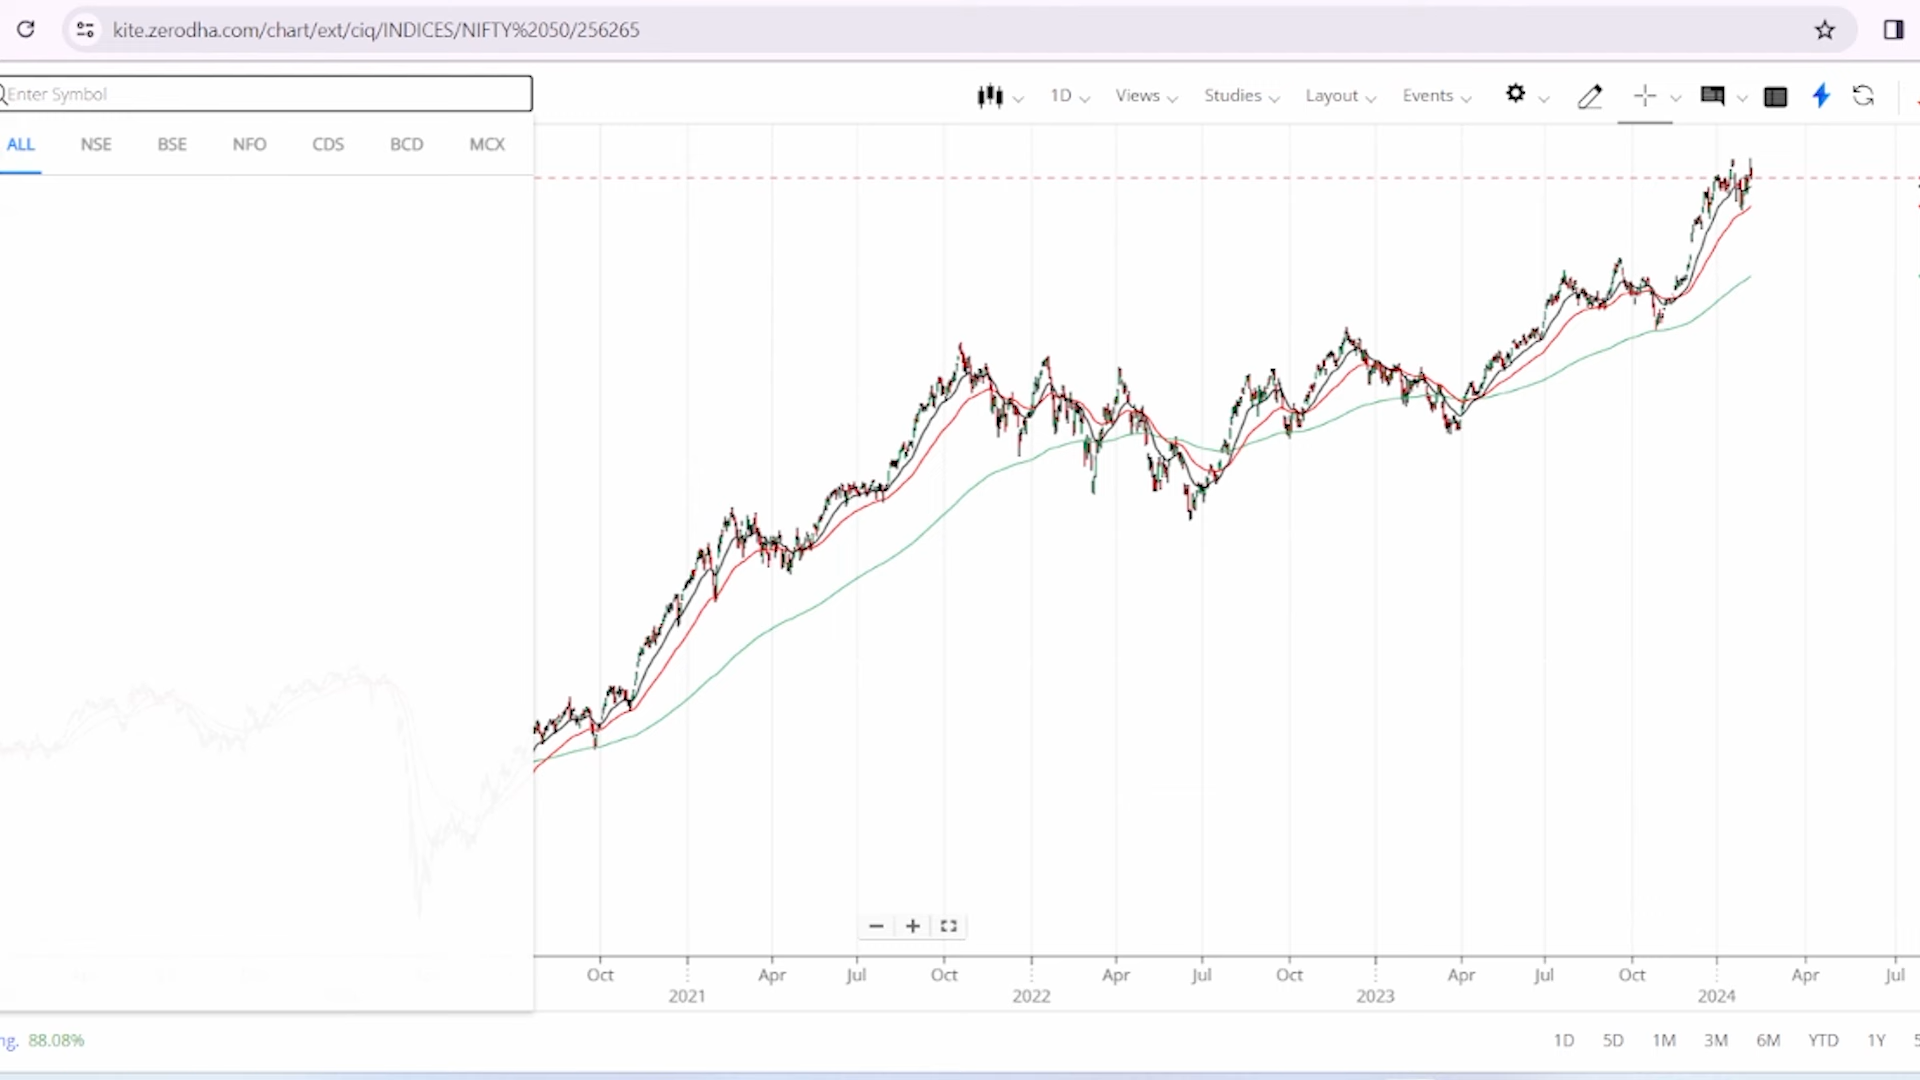 kite.zerodha.com/chart/ext/ciq/INDICES/NIFTY%2050/256265
Enter Symbol
1D Views Studies Layout Events
ALL NSE BSE NFO CDS BCD MCX
Oct Apr Jul Oct Apr Jul Oct Apr Jul Oct Apr Jul
2021 2022 2023 2024
ng. 88.08% 1D 5D 1M 3M 6M YTD 1Y 5